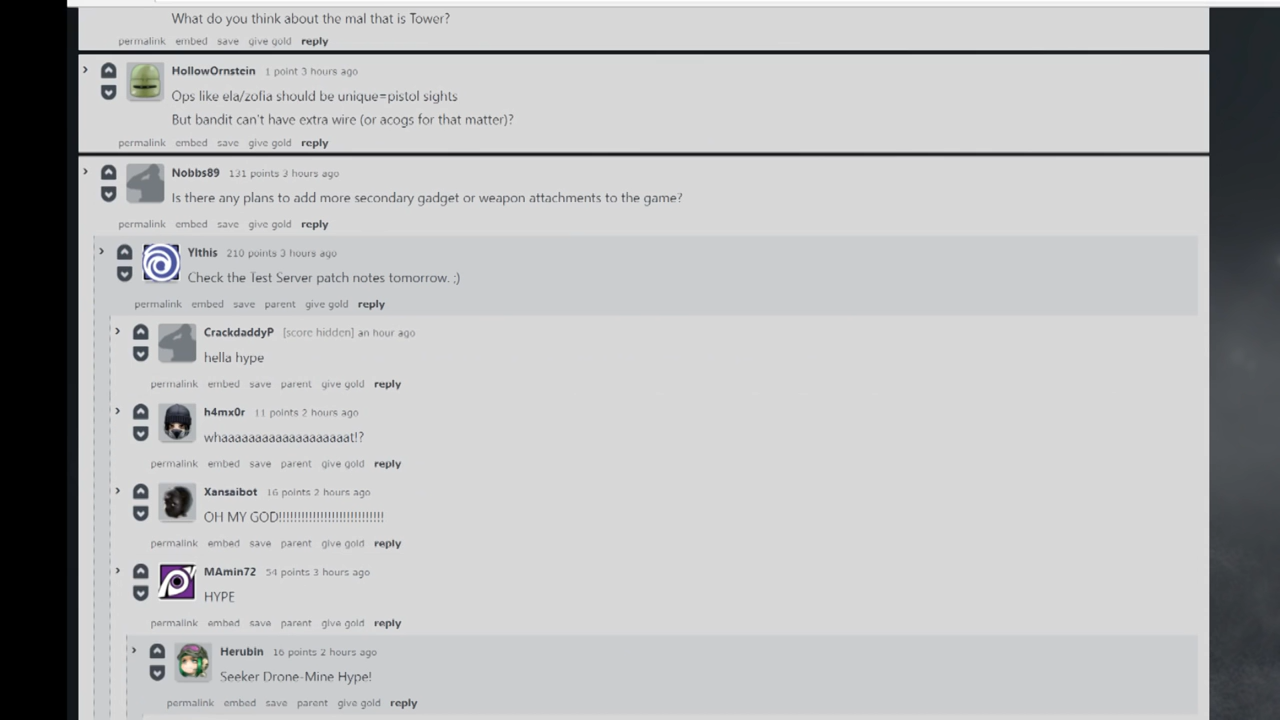 What do you think about the mal that is Tower?
permalink embed save give gold reply
HollowOrnstein 1 point 3 hours ago
Ops like ela/zofia should be unique=pistol sights
But bandit can't have extra wire (or acogs for that matter)?
permalink embed save give gold reply
Nobbs89 131 points 3 hours ago
Is there any plans to add more secondary gadget or weapon attachments to the game?
permalink embed save give gold reply
Ylthis 210 points 3 hours ago
Check the Test Server patch notes tomorrow. ;)
permalink embed save parent give gold reply
CrackdaddyP [score hidden] an hour ago
hella hype
permalink embed save parent give gold reply
h4mx0r 11 points 2 hours ago
whaaaaaaaaaaaaaaaaaaat!?
permalink embed save parent give gold reply
Xansaibot 16 points 2 hours ago
OH MY GOD!!!!!!!!!!!!!!!!!!!!!!!!!!!!
permalink embed save parent give gold reply
MAmin72 54 points 3 hours ago
HYPE
permalink embed save parent give gold reply
Herubin 16 points 2 hours ago
Seeker Drone-Mine Hype!
permalink embed save parent give gold reply